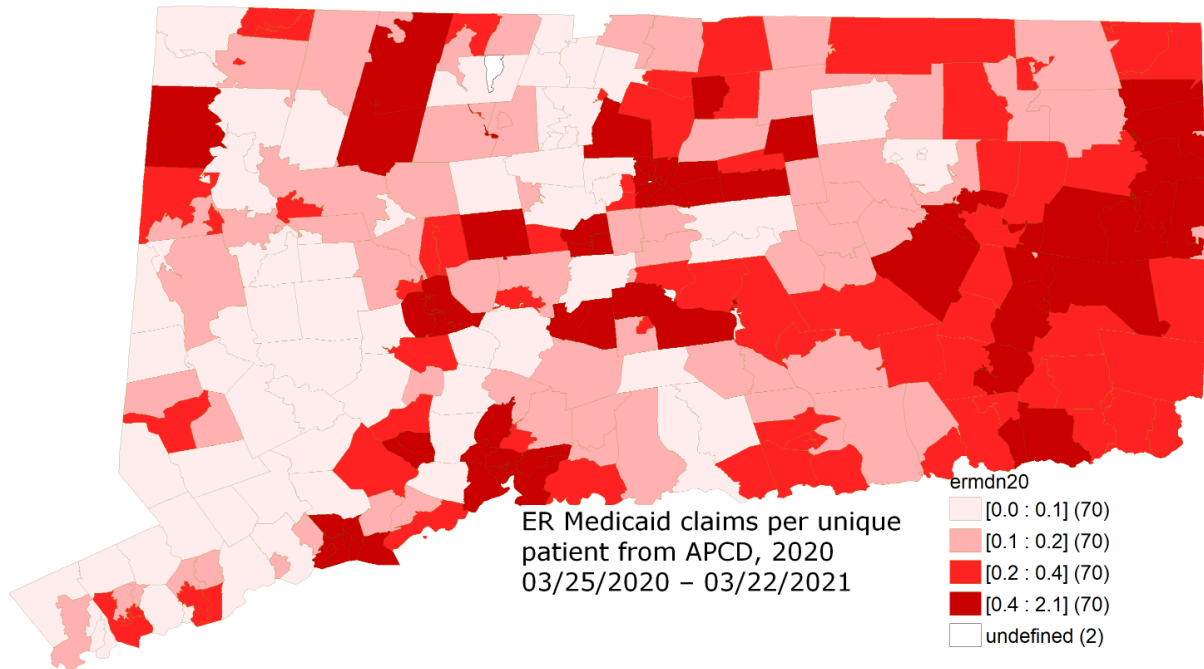 ER Medicaid claims per unique
patient from APCD, 2020
03/25/2020 – 03/22/2021
ermdn20
[0.0 : 0.1] (70)
[0.1 : 0.2] (70)
[0.2 : 0.4] (70)
[0.4 : 2.1] (70)
undefined (2)